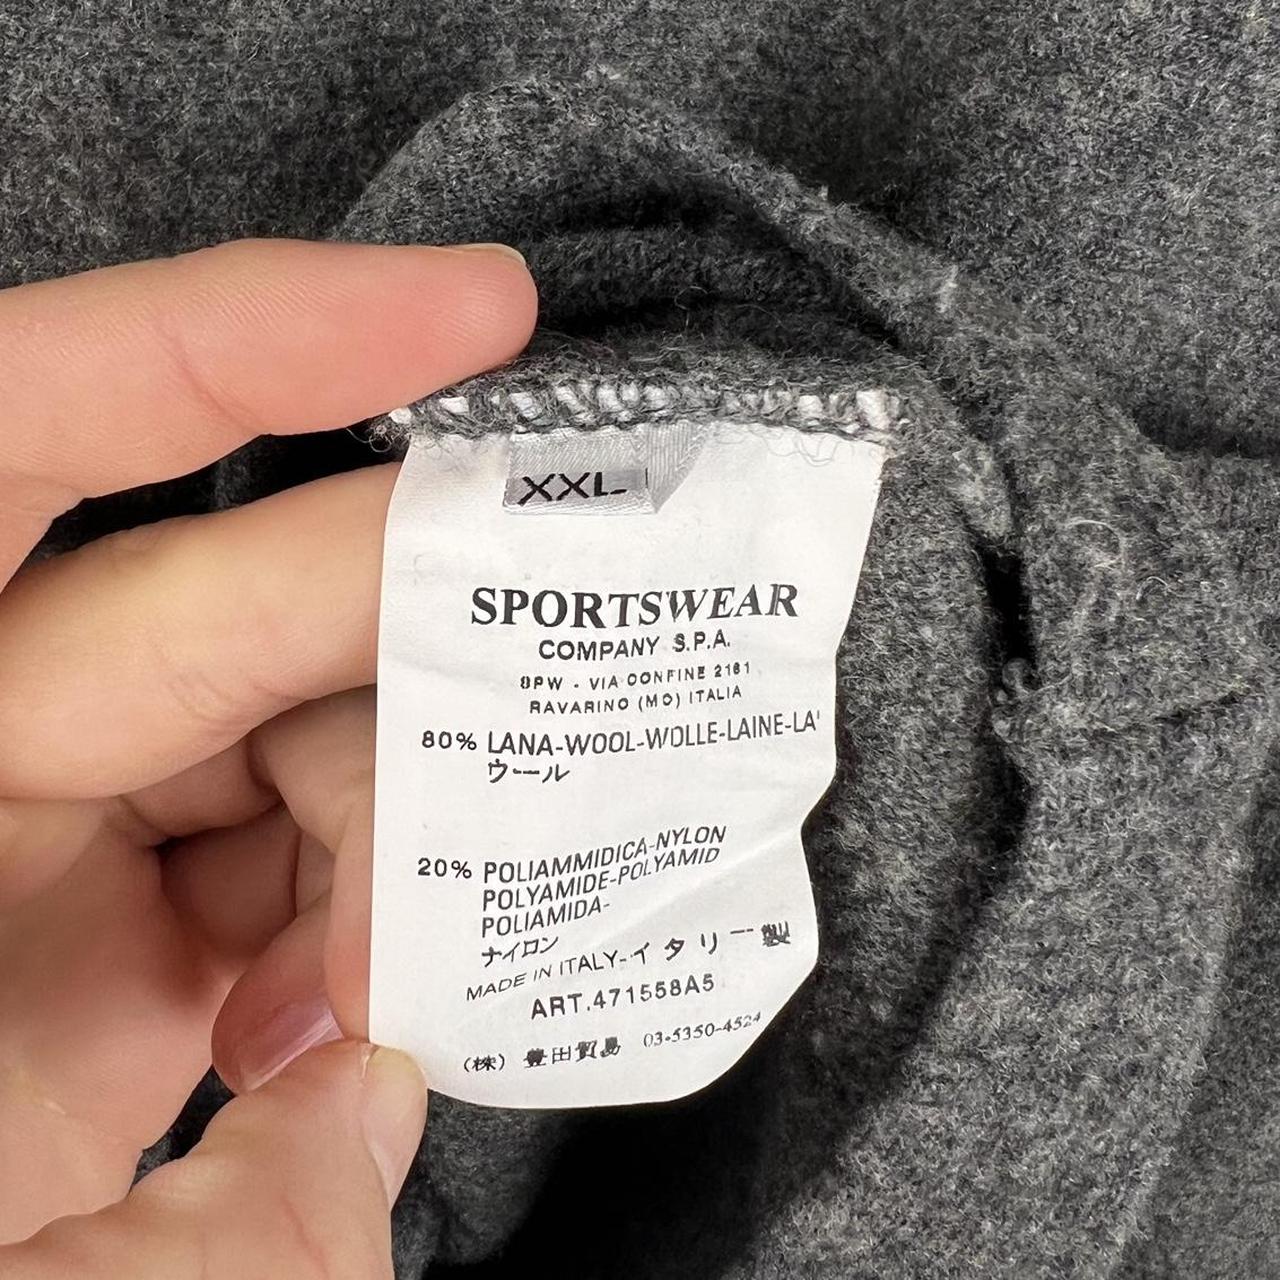 XXL
SPORTSWEAR
COMPANY S.P.A.
SPW - VIA CONFINE 2161
RAVARINO (MO) ITALIA
80% LANA-WOOL-WOLLE-LAINE-LA
ウール
20% POLIAMMIDICA-NYLON
POLYAMIDE-POLYAMID
POLIAMIDA-
ナイロン
MADE IN ITALY-イタリー製
ART.471558A5
(株) 豊田貿易 03-5350-4524